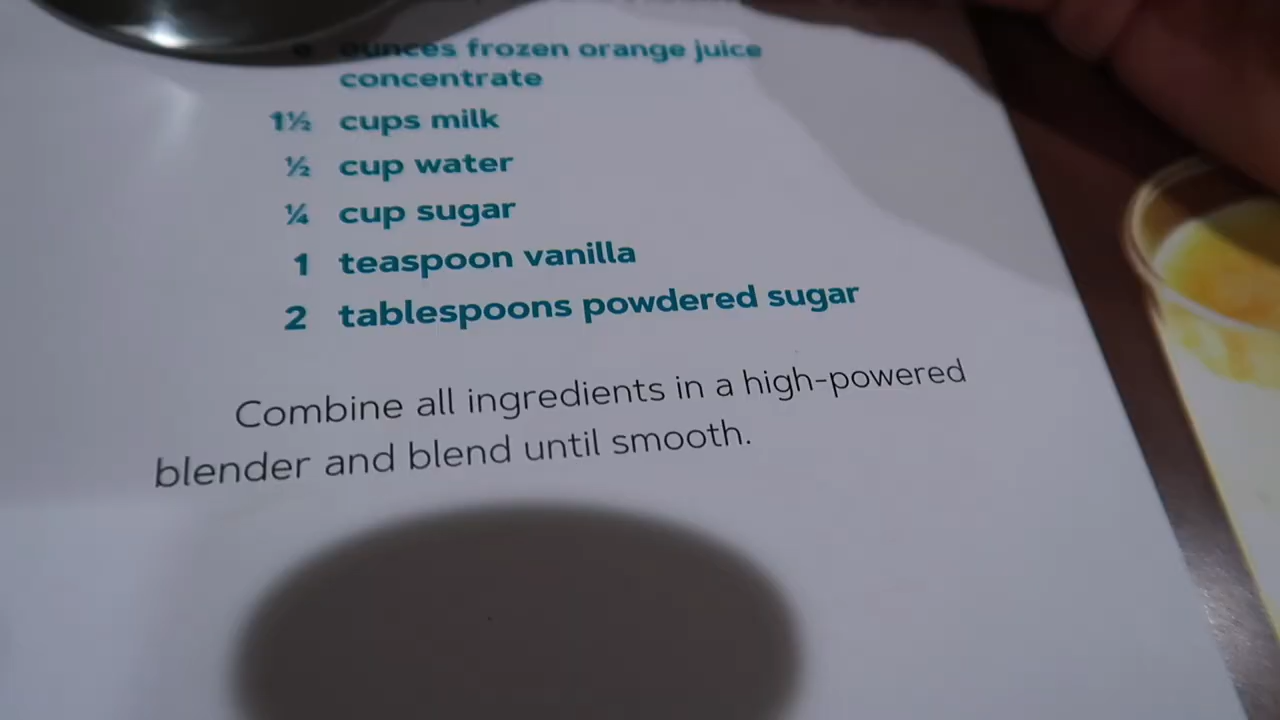 ounces frozen orange juice
concentrate
1½ cups milk
½ cup water
¼ cup sugar
1 teaspoon vanilla
2 tablespoons powdered sugar
Combine all ingredients in a high-powered
blender and blend until smooth.